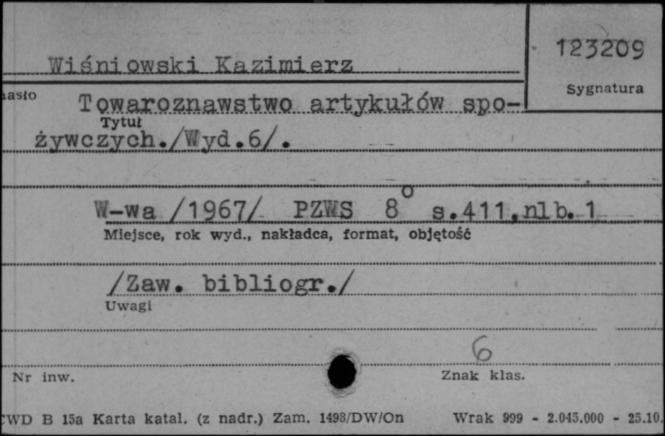 123209
Wiśniowski Kazimierz
Sygnatura
asło
Towaroznawstwo artykułów spo-
Tytuł
żywczych./Wyd.6/.
W-wa /1967/ PZWS 8° s.411,nlb.1
Miejsce, rok wyd., nakładca, format, objętość
/Zaw. bibliogr./
Uwagi
6
Nr inw.
Znak klas.
CWD B 15a Karta katal. (z nadr.) Zam. 1493/DW/On Wrak 999 - 2.045.000 - 25.10.